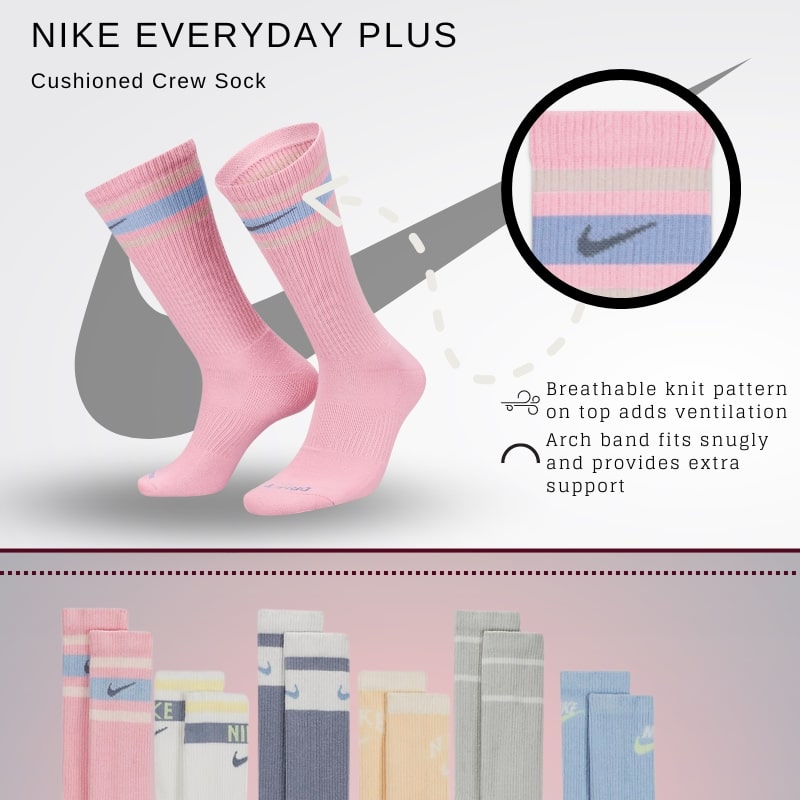 NIKE EVERYDAY PLUS
Cushioned Crew Sock
Breathable knit pattern
on top adds ventilation
Arch band fits snugly
and provides extra
support